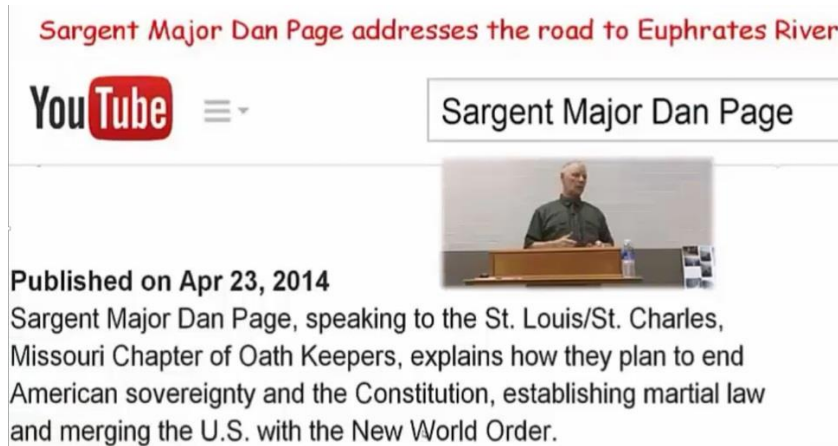 Sargent Major Dan Page addresses the road to Euphrates River
YouTube
Sargent Major Dan Page
Published on Apr 23, 2014
Sargent Major Dan Page, speaking to the St. Louis/St. Charles,
Missouri Chapter of Oath Keepers, explains how they plan to end
American sovereignty and the Constitution, establishing martial law
and merging the U.S. with the New World Order.